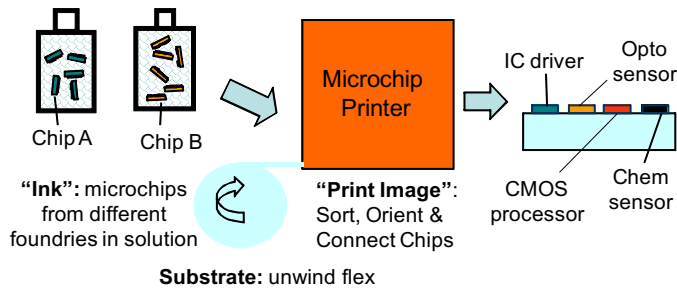 Chip A
Chip B
Microchip
Printer
IC driver
Opto
sensor
CMOS
processor
Chem
sensor
“Ink”: microchips
from different
foundries in solution
“Print Image”:
Sort, Orient &
Connect Chips
Substrate: unwind flex